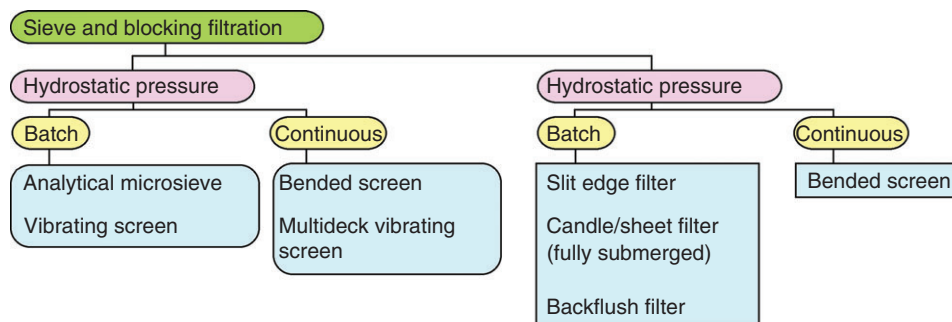 Sieve and blocking filtration
Hydrostatic pressure
Batch
Analytical microsieve
Vibrating screen
Continuous
Bended screen
Multideck vibrating
screen
Hydrostatic pressure
Batch
Slit edge filter
Candle/sheet filter
(fully submerged)
Backflush filter
Continuous
Bended screen